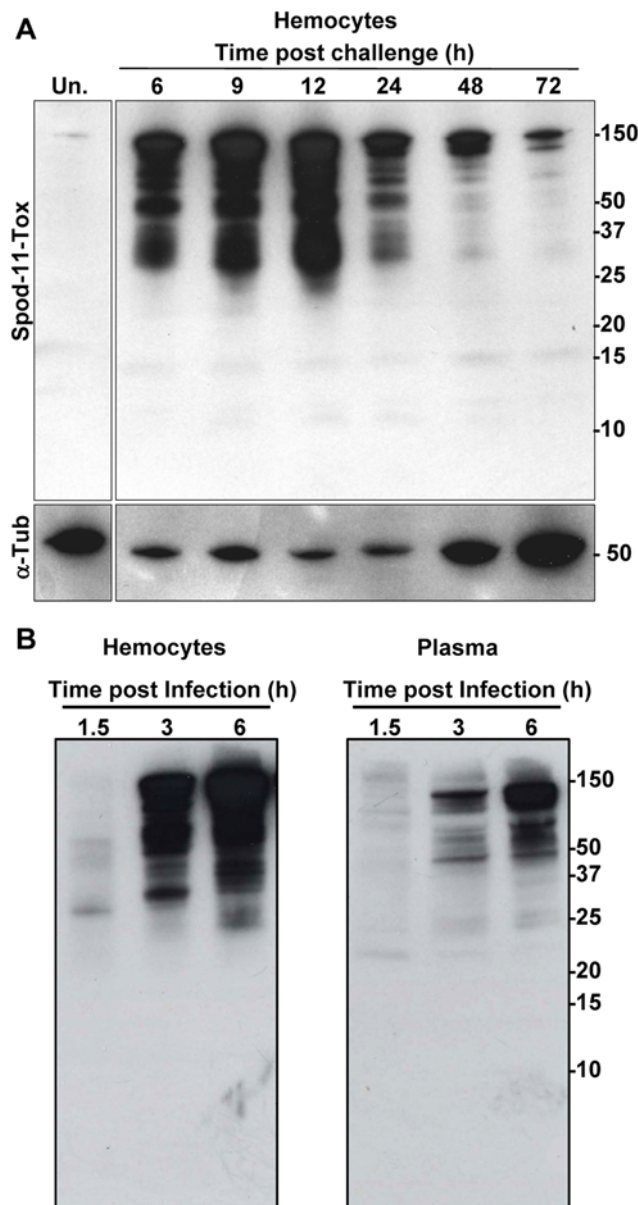 A
Hemocytes
Time post challenge (h)
Un. 6 9 12 24 48 72
Spod-11-Tox
-150
-50
-37
-25
-20
-15
-10
α-Tub
- 50
B
Hemocytes Plasma
Time post Infection (h) Time post Infection (h)
1.5 3 6 1.5 3 6
-150
-50
-37
-25
-20
-15
-10